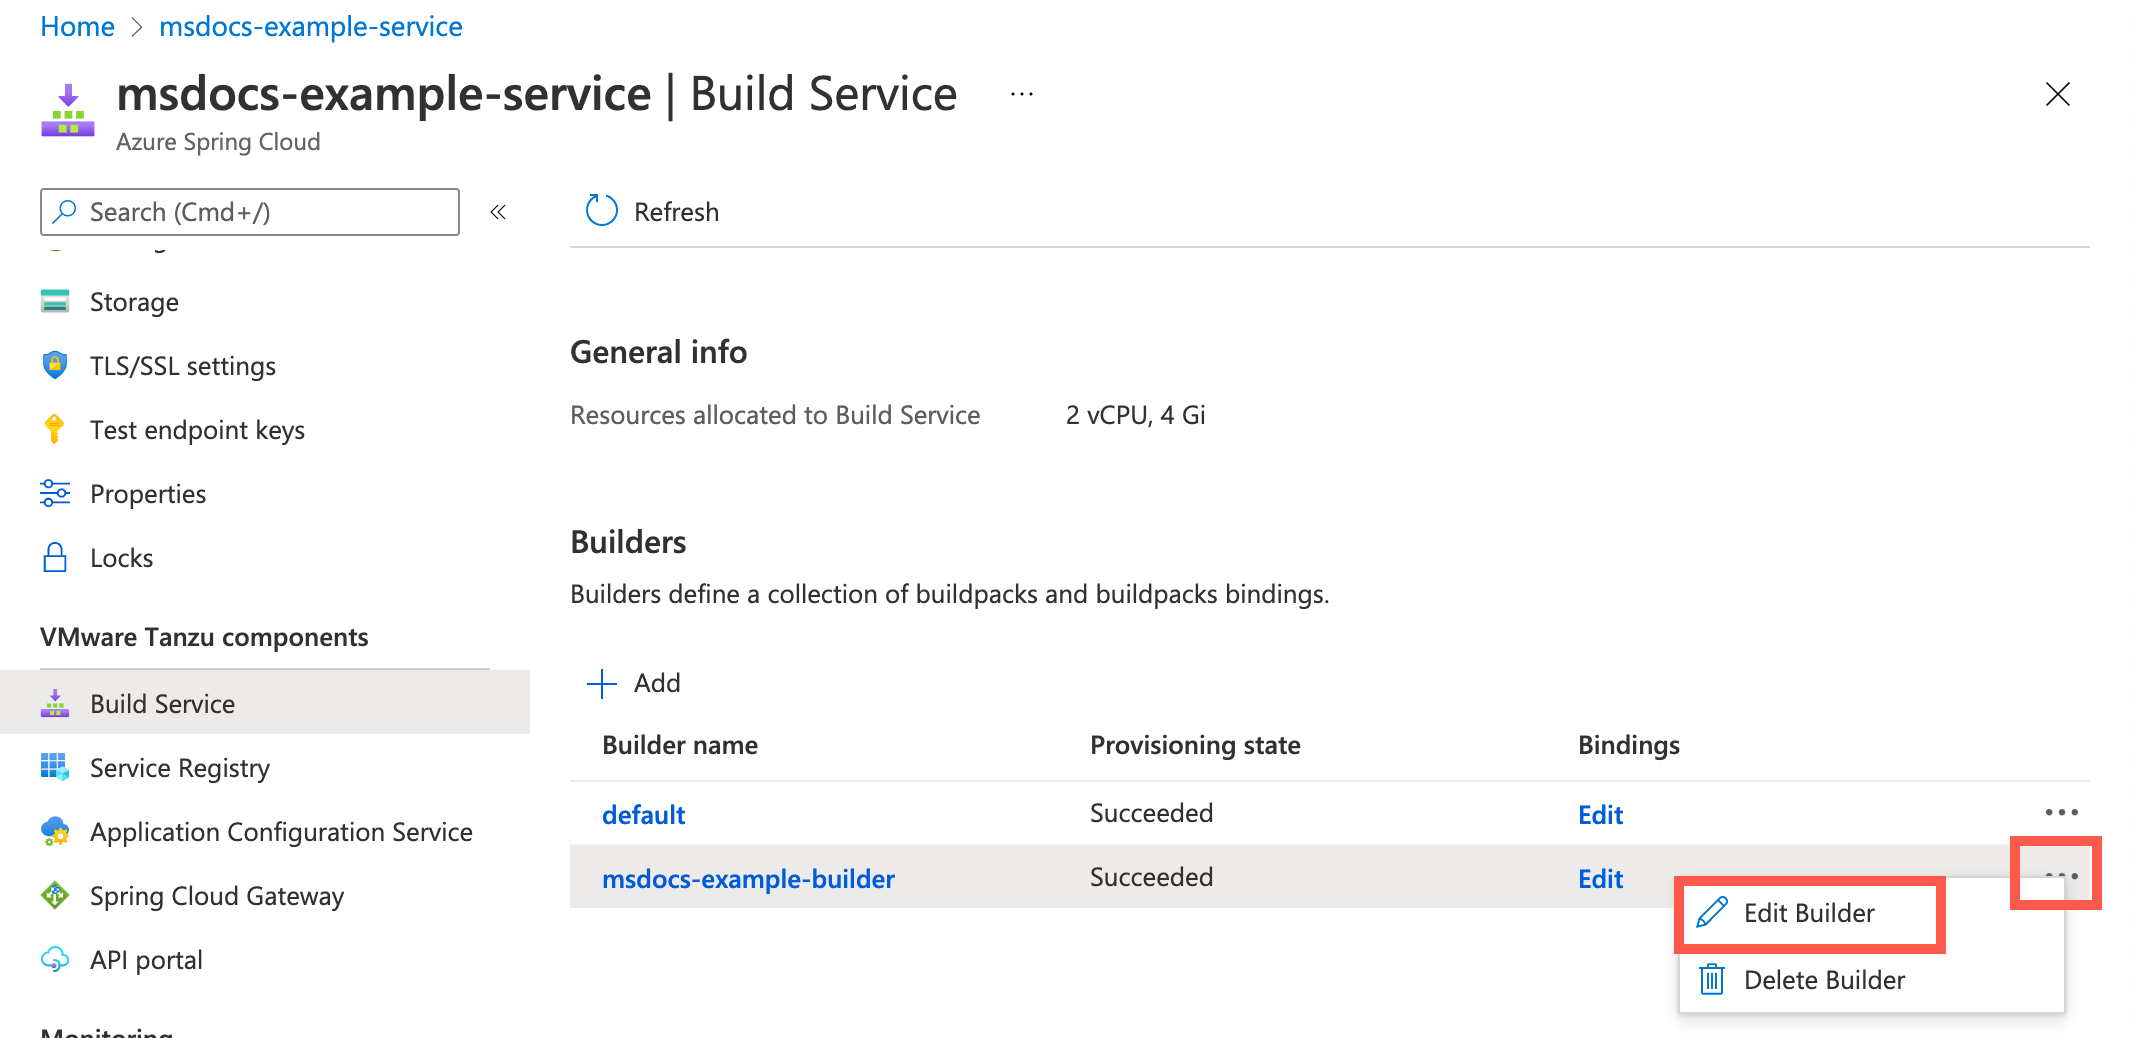 Home > msdocs-example-service
msdocs-example-service | Build Service ...
Azure Spring Cloud
Search (Cmd+/)
«
Refresh
Storage
TLS/SSL settings
Test endpoint keys
Properties
Locks
VMware Tanzu components
Build Service
Service Registry
Application Configuration Service
Spring Cloud Gateway
API portal
Monitoring
General info
Resources allocated to Build Service 2 vCPU, 4 Gi
Builders
Builders define a collection of buildpacks and buildpacks bindings.
Add
Builder name Provisioning state Bindings
default Succeeded Edit
msdocs-example-builder Succeeded Edit
Edit Builder
Delete Builder